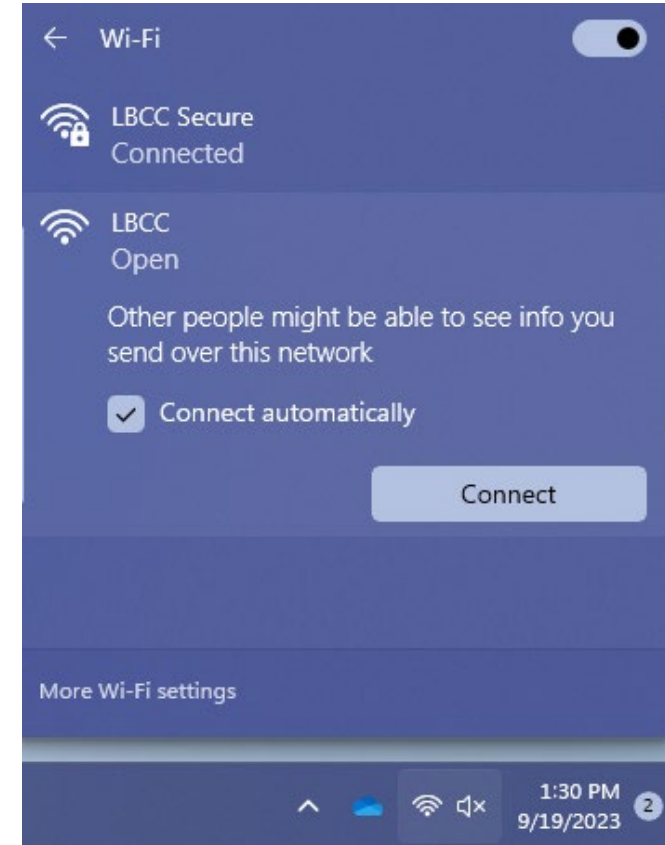 Wi-Fi
LBCC Secure
Connected
LBCC
Open
Other people might be able to see info you
send over this network
Connect automatically
Connect
More Wi-Fi settings
1:30 PM
9/19/2023
2